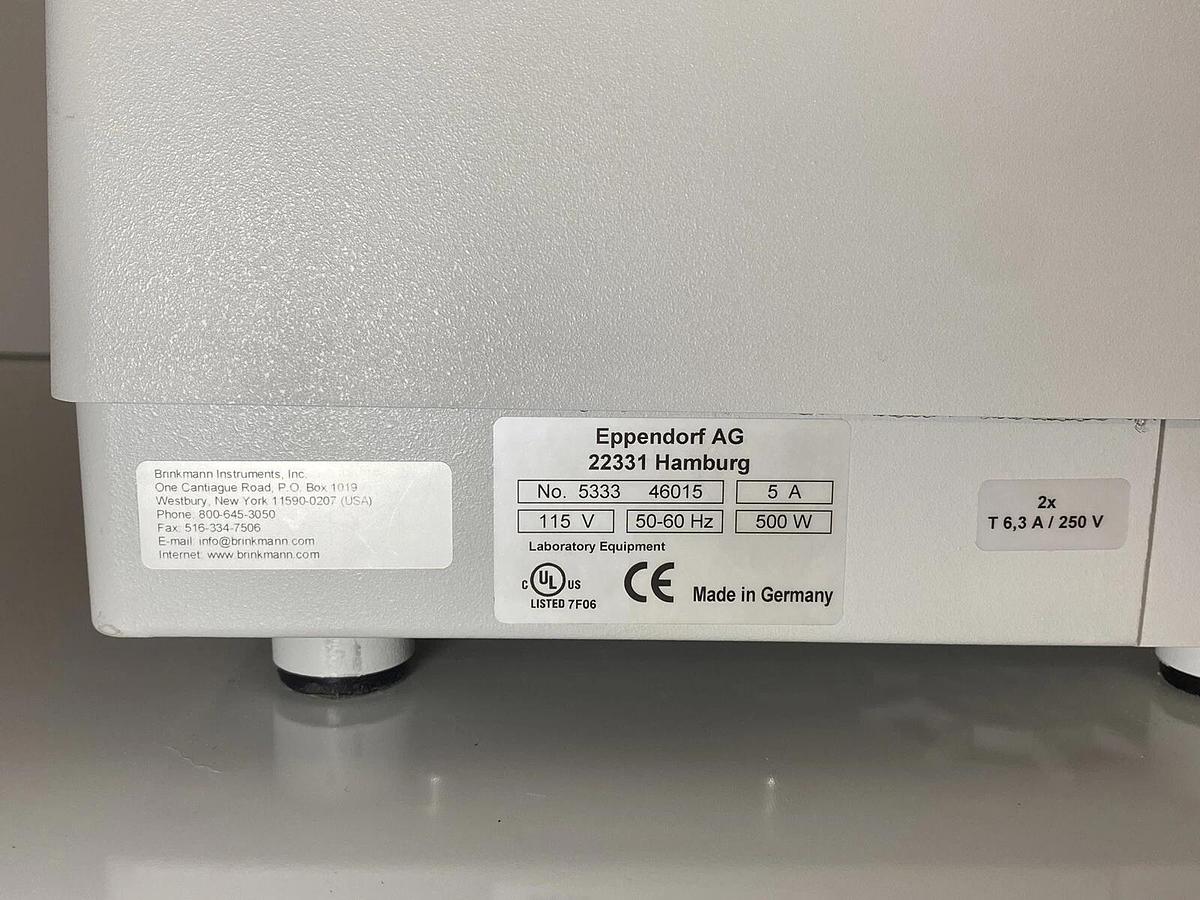 Brinkmann Instruments, Inc.
One Cantiague Road, P.O. Box 1019
Westbury, New York 11590-0207 (USA)
Phone: 800-645-3050
Fax: 516-334-7506
E-mail: info@brinkmann.com
Internet: www.brinkmann.com
Eppendorf AG
22331 Hamburg
No. 5333 46015 5 A
115 V 50-60 Hz 500 W
Laboratory Equipment
C UL US
LISTED 7F06
CE
Made in Germany
2x
T 6,3 A / 250 V